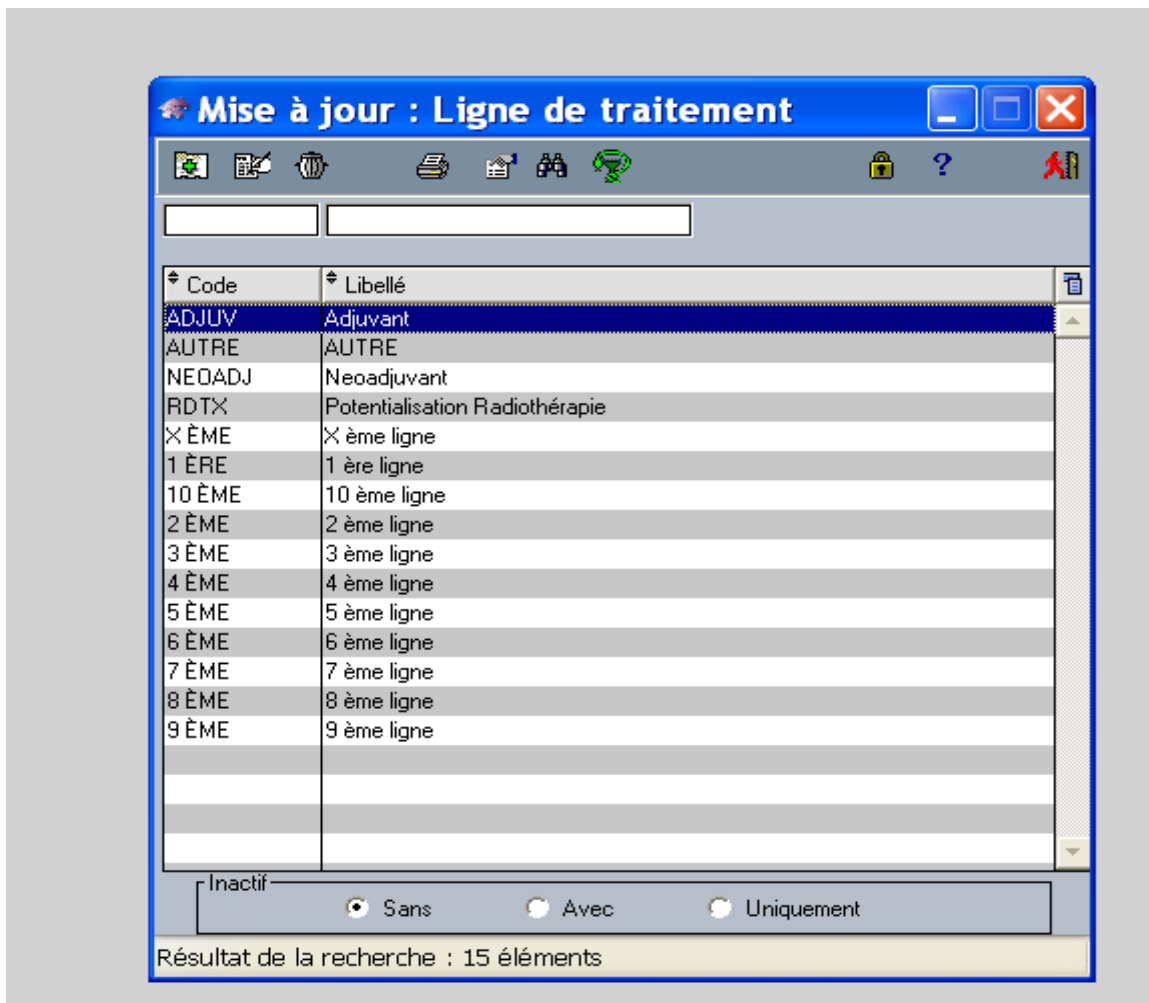 Mise à jour : Ligne de traitement
?
Code Libellé
ADJUV Adjuvant
AUTRE AUTRE
NEOADJ Neoadjuvant
RDTX Potentialisation Radiothérapie
X ÈME X ème ligne
1 ÈRE 1 ère ligne
10 ÈME 10 ème ligne
2 ÈME 2 ème ligne
3 ÈME 3 ème ligne
4 ÈME 4 ème ligne
5 ÈME 5 ème ligne
6 ÈME 6 ème ligne
7 ÈME 7 ème ligne
8 ÈME 8 ème ligne
9 ÈME 9 ème ligne
Inactif
Sans Avec Uniquement
Résultat de la recherche : 15 éléments